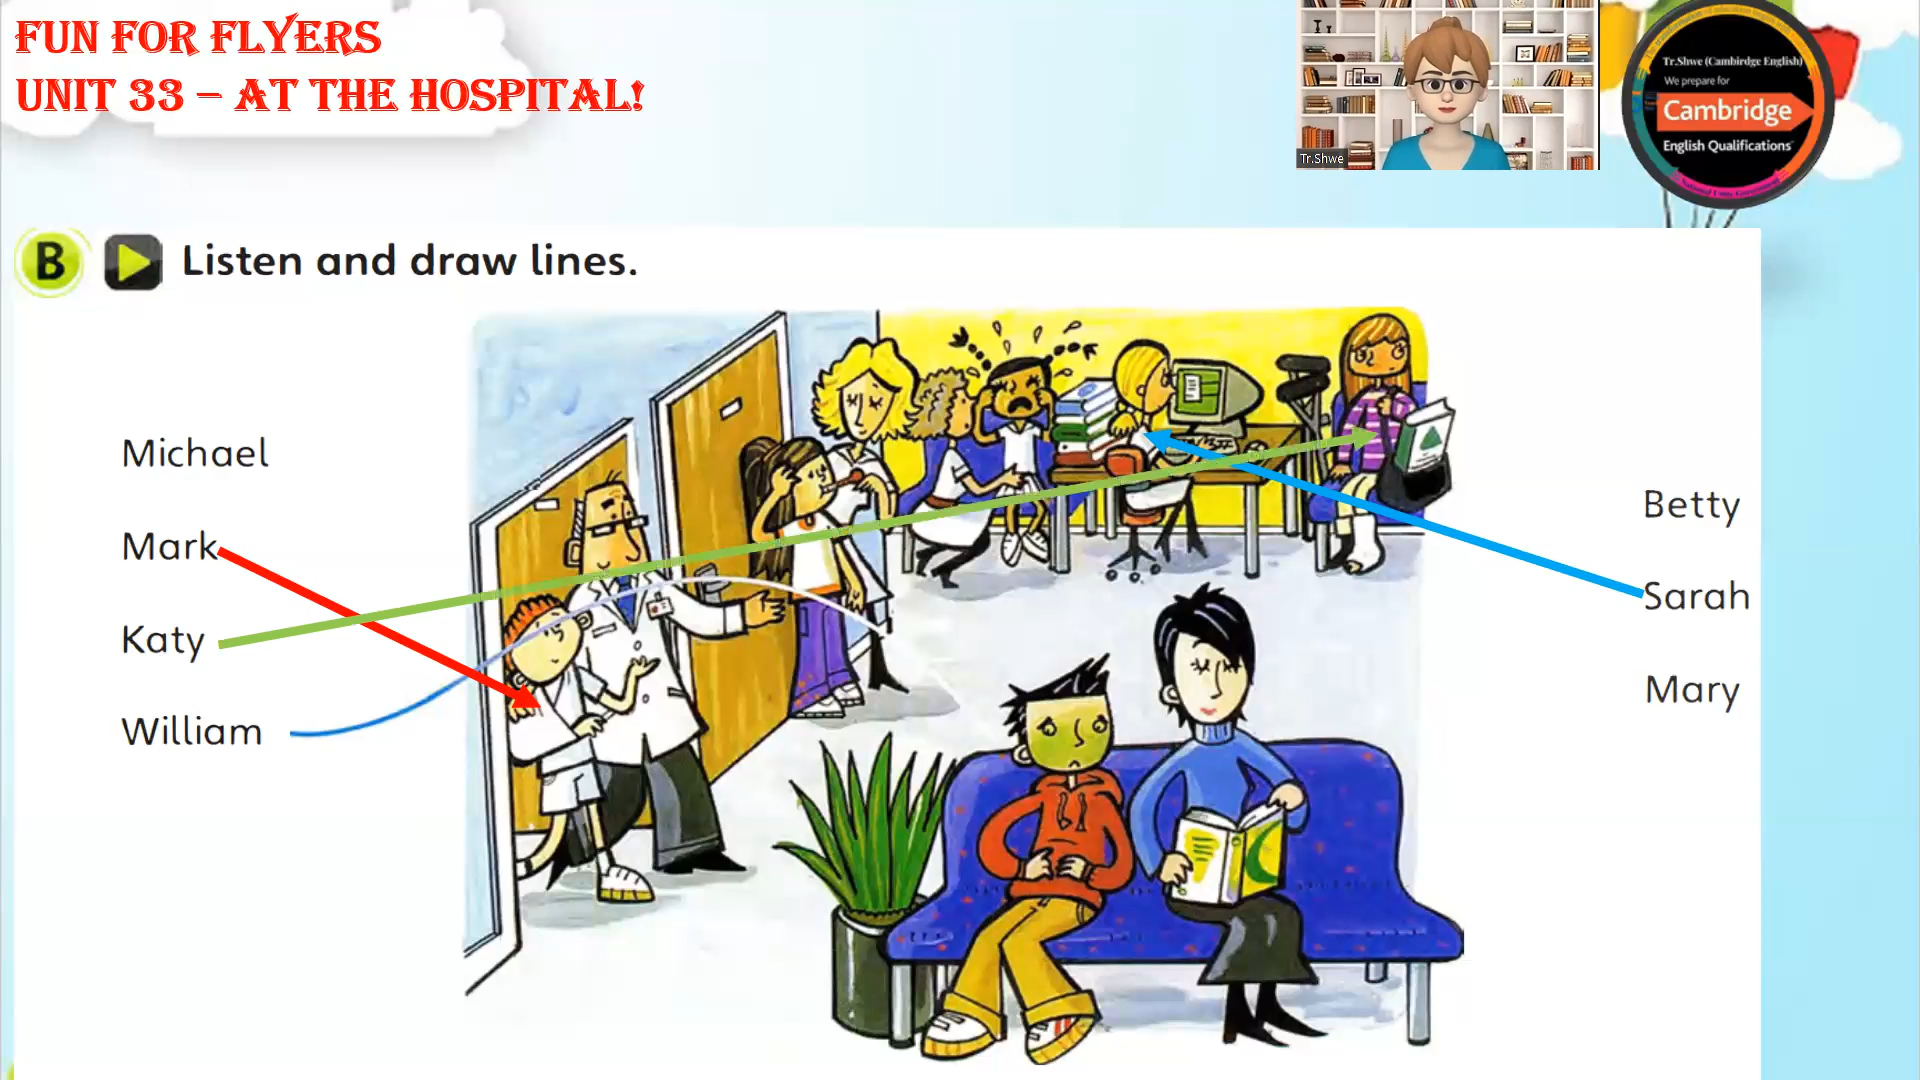 FUN FOR FLYERS
UNIT 33 – AT THE HOSPITAL!
Tr.Shwe
Tr.Shwe (Cambirdge English)
We prepare for
Cambridge
English Qualifications
B
Listen and draw lines.
Michael
Mark
Katy
William
Betty
Sarah
Mary